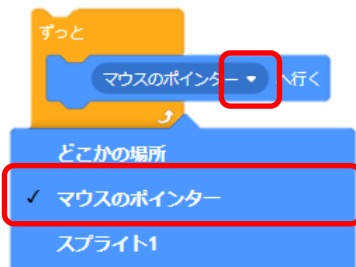 ずっと
マウスのポインター へ行く
どこかの場所
✓ マウスのポインター
スプライト1